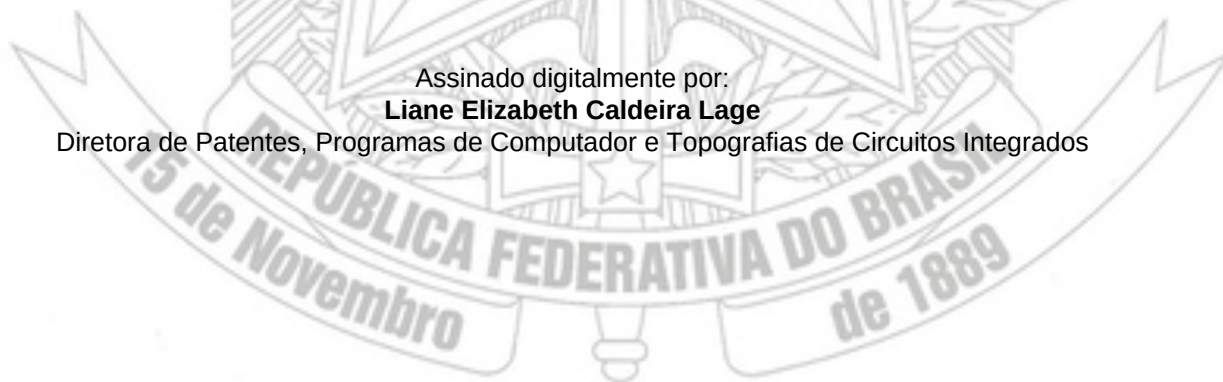 Assinado digitalmente por:
Liane Elizabeth Caldeira Lage
Diretora de Patentes, Programas de Computador e Topografias de Circuitos Integrados
REPUBLICA FEDERATIVA DO BRASIL
15 de Novembro
de 1889